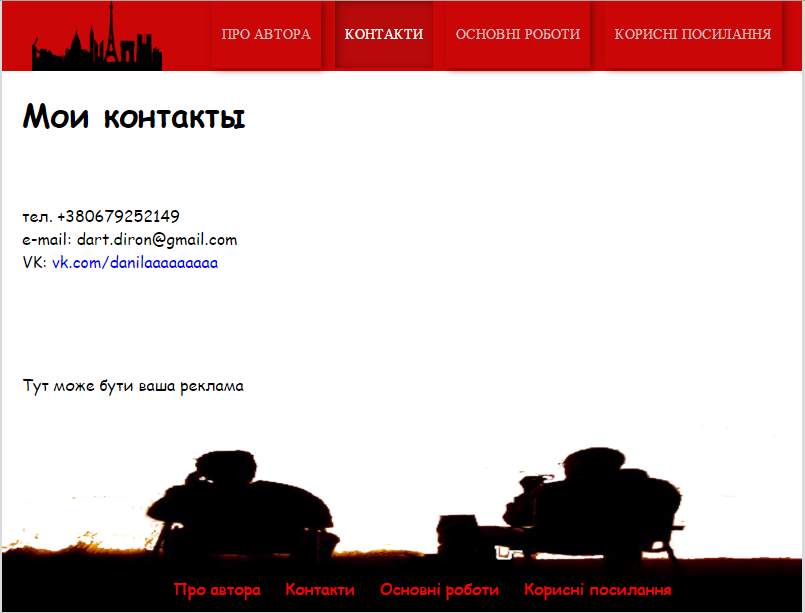 ПРО АВТОРА КОНТАКТИ ОСНОВНІ РОБОТИ КОРИСНІ ПОСИЛАННЯ
Мои контакты
тел. +380679252149
e-mail: dart.diron@gmail.com
VK: vk.com/danilaaaaaaaaa
Тут може бути ваша реклама
Про автора Контакти Основні роботи Корисні посилання